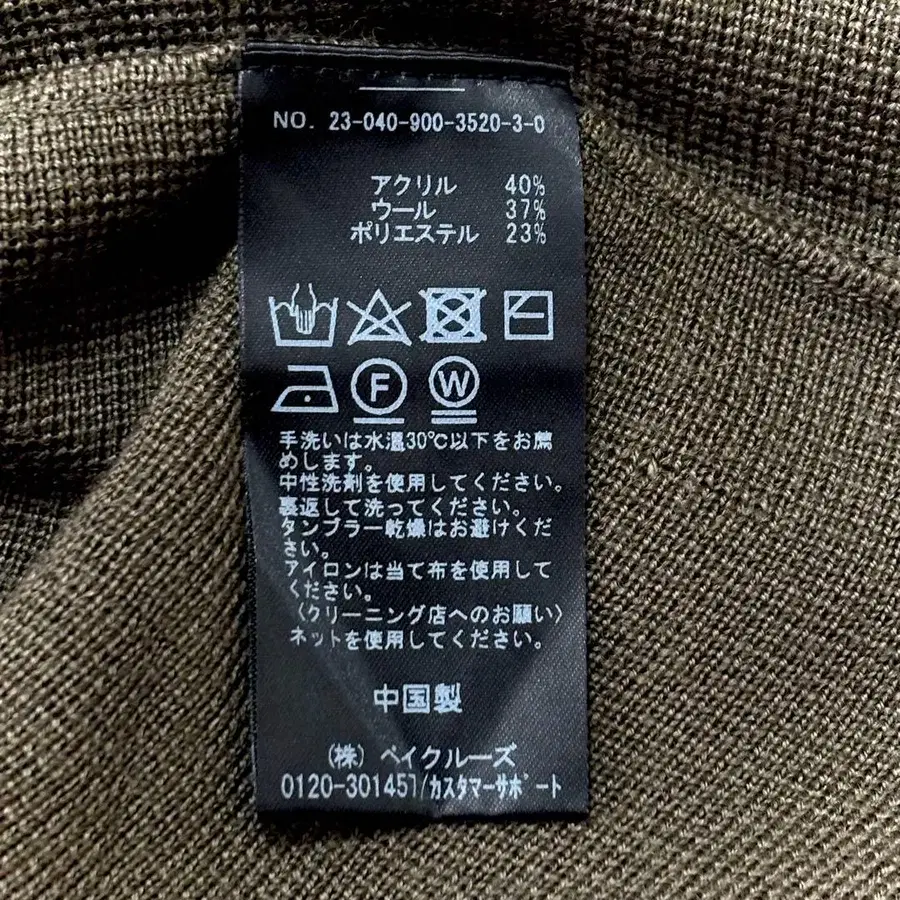 NO. 23-040-900-3520-3-0
アクリル 40%
ウール 37%
ポリエステル 23%
F W
手洗いは水温30℃以下をお薦
めします。
中性洗剤を使用してください。
裏返して洗ってください。
タンブラー乾燥はお避けくだ
さい。
アイロンは当て布を使用して
ください。
〈クリーニング店へのお願い〉
ネットを使用してください。
中国製
(株) ベイクルーズ
0120-301457/カスタマーサポート